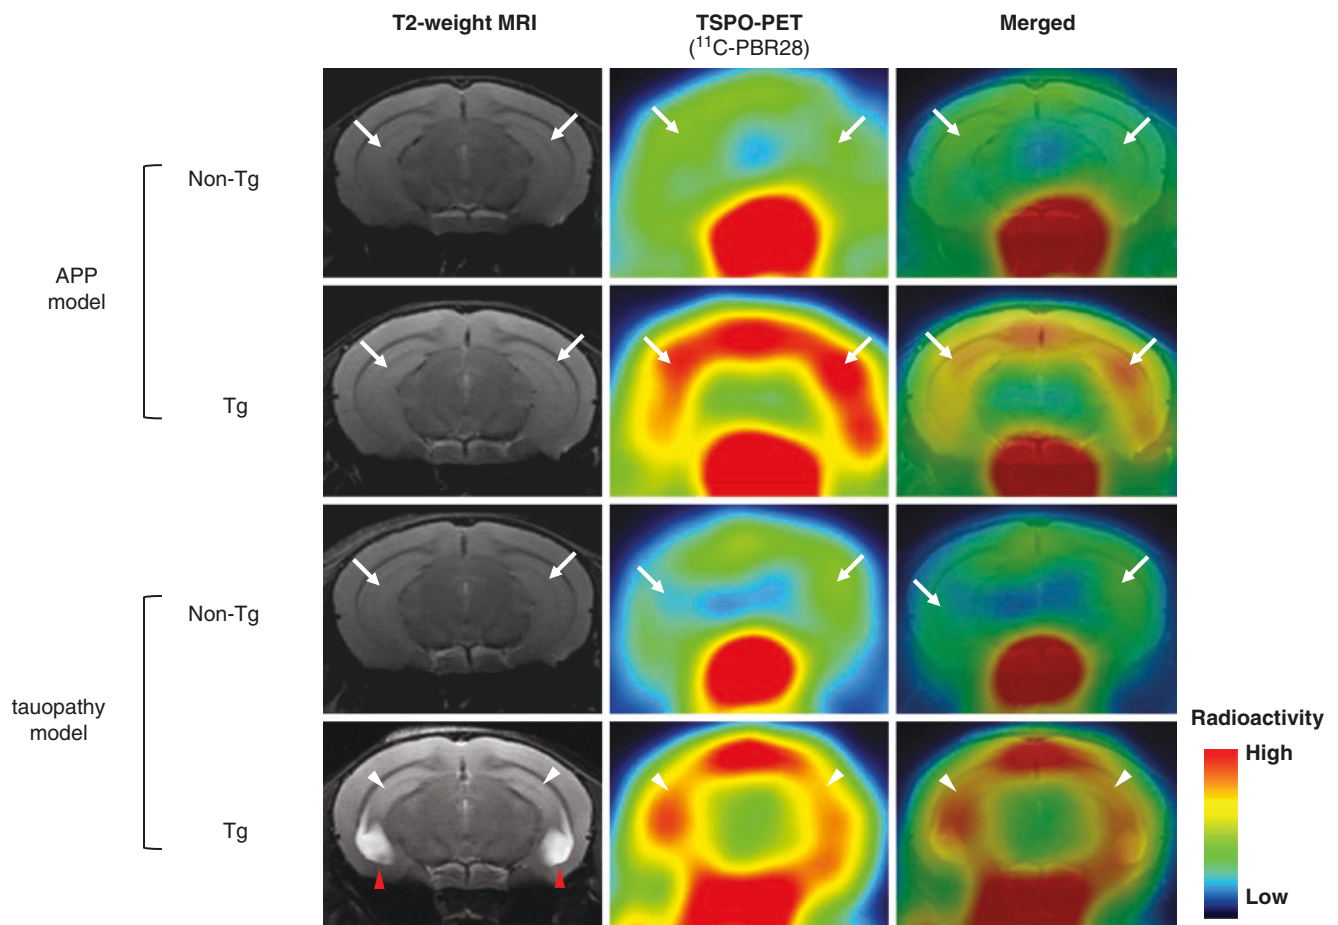 T2-weight MRI
TSPO-PET
(¹¹C-PBR28)
Merged
Non-Tg
APP
model
Tg
Non-Tg
tauopathy
model
Tg
Radioactivity
High
Low